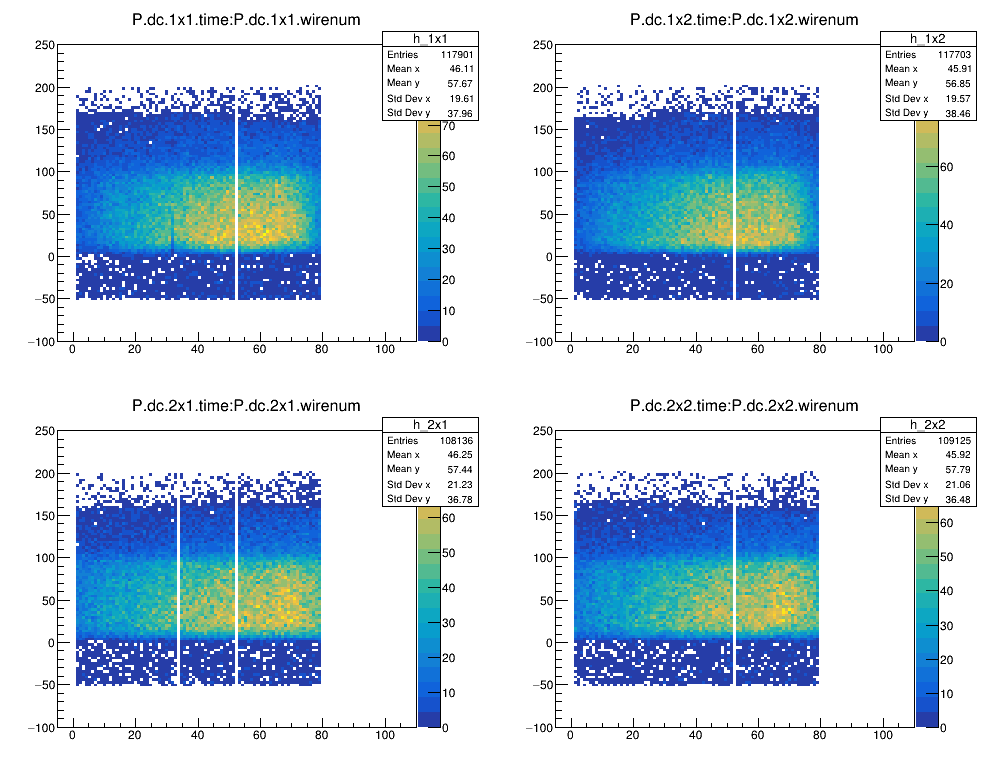 P.dc.1x1.time:P.dc.1x1.wirenum
h_1x1
Entries 117901
Mean x 46.11
Mean y 57.67
Std Dev x 19.61
Std Dev y 37.96
250
200
150
100
50
0
−50
−100
0 20 40 60 80 100
70
60
50
40
30
20
10
0
P.dc.1x2.time:P.dc.1x2.wirenum
h_1x2
Entries 117703
Mean x 45.91
Mean y 56.85
Std Dev x 19.57
Std Dev y 38.46
250
200
150
100
50
0
−50
−100
0 20 40 60 80 100
60
40
20
0
P.dc.2x1.time:P.dc.2x1.wirenum
h_2x1
Entries 108136
Mean x 46.25
Mean y 57.44
Std Dev x 21.23
Std Dev y 36.78
250
200
150
100
50
0
−50
−100
0 20 40 60 80 100
60
50
40
30
20
10
0
P.dc.2x2.time:P.dc.2x2.wirenum
h_2x2
Entries 109125
Mean x 45.92
Mean y 57.79
Std Dev x 21.06
Std Dev y 36.48
250
200
150
100
50
0
−50
−100
0 20 40 60 80 100
60
50
40
30
20
10
0